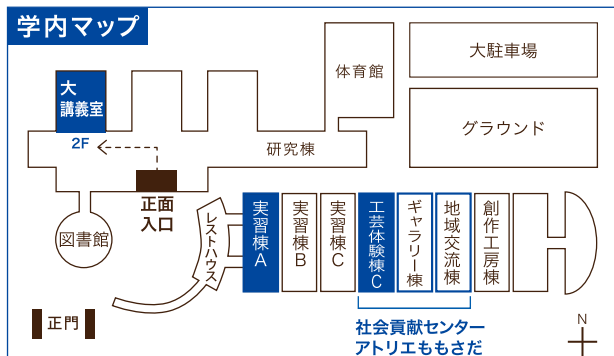 学内マップ
大駐車場
体育館
大
講義室
2F
グラウンド
研究棟
正面
入口
図書館
レストハウス
実習棟A
実習棟B
実習棟C
工芸体験棟C
ギャラリー棟
地域交流棟
創作工房棟
正門
社会貢献センター
アトリエももさだ
N